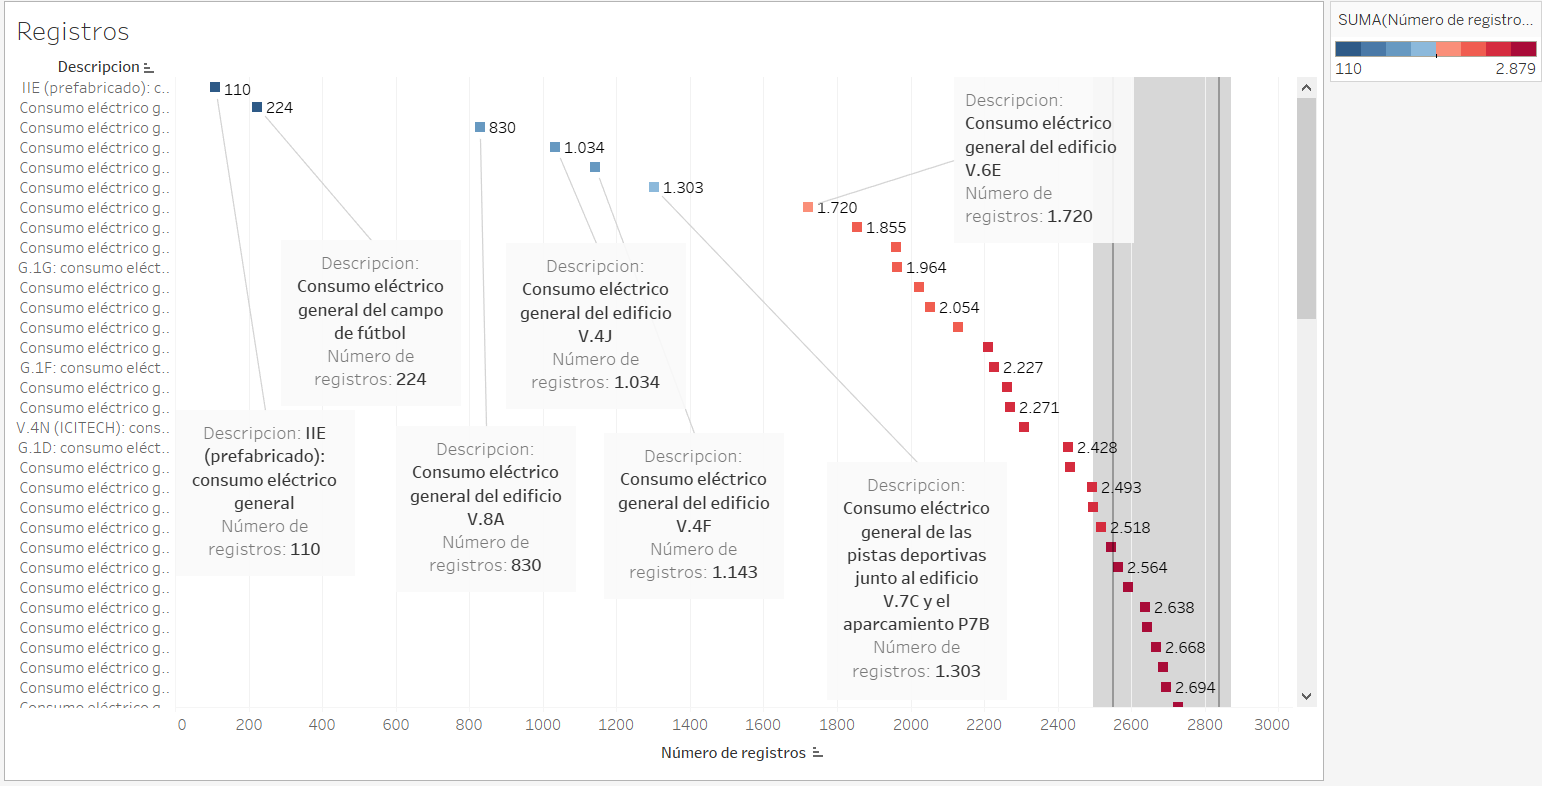 Registros
SUMA(Número de registro...
110
2.879
Descripcion
IIE (prefabricado): c..
Consumo eléctrico g..
Consumo eléctrico g..
Consumo eléctrico g..
Consumo eléctrico g..
Consumo eléctrico g..
Consumo eléctrico g..
Consumo eléctrico g..
Consumo eléctrico g..
G.1G: consumo eléct..
Consumo eléctrico g..
Consumo eléctrico g..
Consumo eléctrico g..
Consumo eléctrico g..
G.1F: consumo eléct..
Consumo eléctrico g..
Consumo eléctrico g..
V.4N (ICITECH): cons..
G.1D: consumo eléct..
Consumo eléctrico g..
Consumo eléctrico g..
Consumo eléctrico g..
Consumo eléctrico g..
Consumo eléctrico g..
Consumo eléctrico g..
Consumo eléctrico g..
Consumo eléctrico g..
Consumo eléctrico g..
Consumo eléctrico g..
Consumo eléctrico g..
Consumo eléctrico g..
Consumo eléctrico g..
110
224
830
1.034
1.303
1.720
1.855
1.964
2.054
2.227
2.271
2.428
2.493
2.518
2.564
2.638
2.668
2.694
Descripcion:
Consumo eléctrico
general del edificio
V.6E
Número de
registros: 1.720
Descripcion:
Consumo eléctrico
general del campo
de fútbol
Número de
registros: 224
Descripcion:
Consumo eléctrico
general del edificio
V.4J
Número de
registros: 1.034
Descripcion: IIE
(prefabricado):
consumo eléctrico
general
Número de
registros: 110
Descripcion:
Consumo eléctrico
general del edificio
V.8A
Número de
registros: 830
Descripcion:
Consumo eléctrico
general del edificio
V.4F
Número de
registros: 1.143
Descripcion:
Consumo eléctrico
general de las
pistas deportivas
junto al edificio
V.7C y el
aparcamiento P7B
Número de
registros: 1.303
0
200
400
600
800
1000
1200
1400
1600
1800
2000
2200
2400
2600
2800
3000
Número de registros